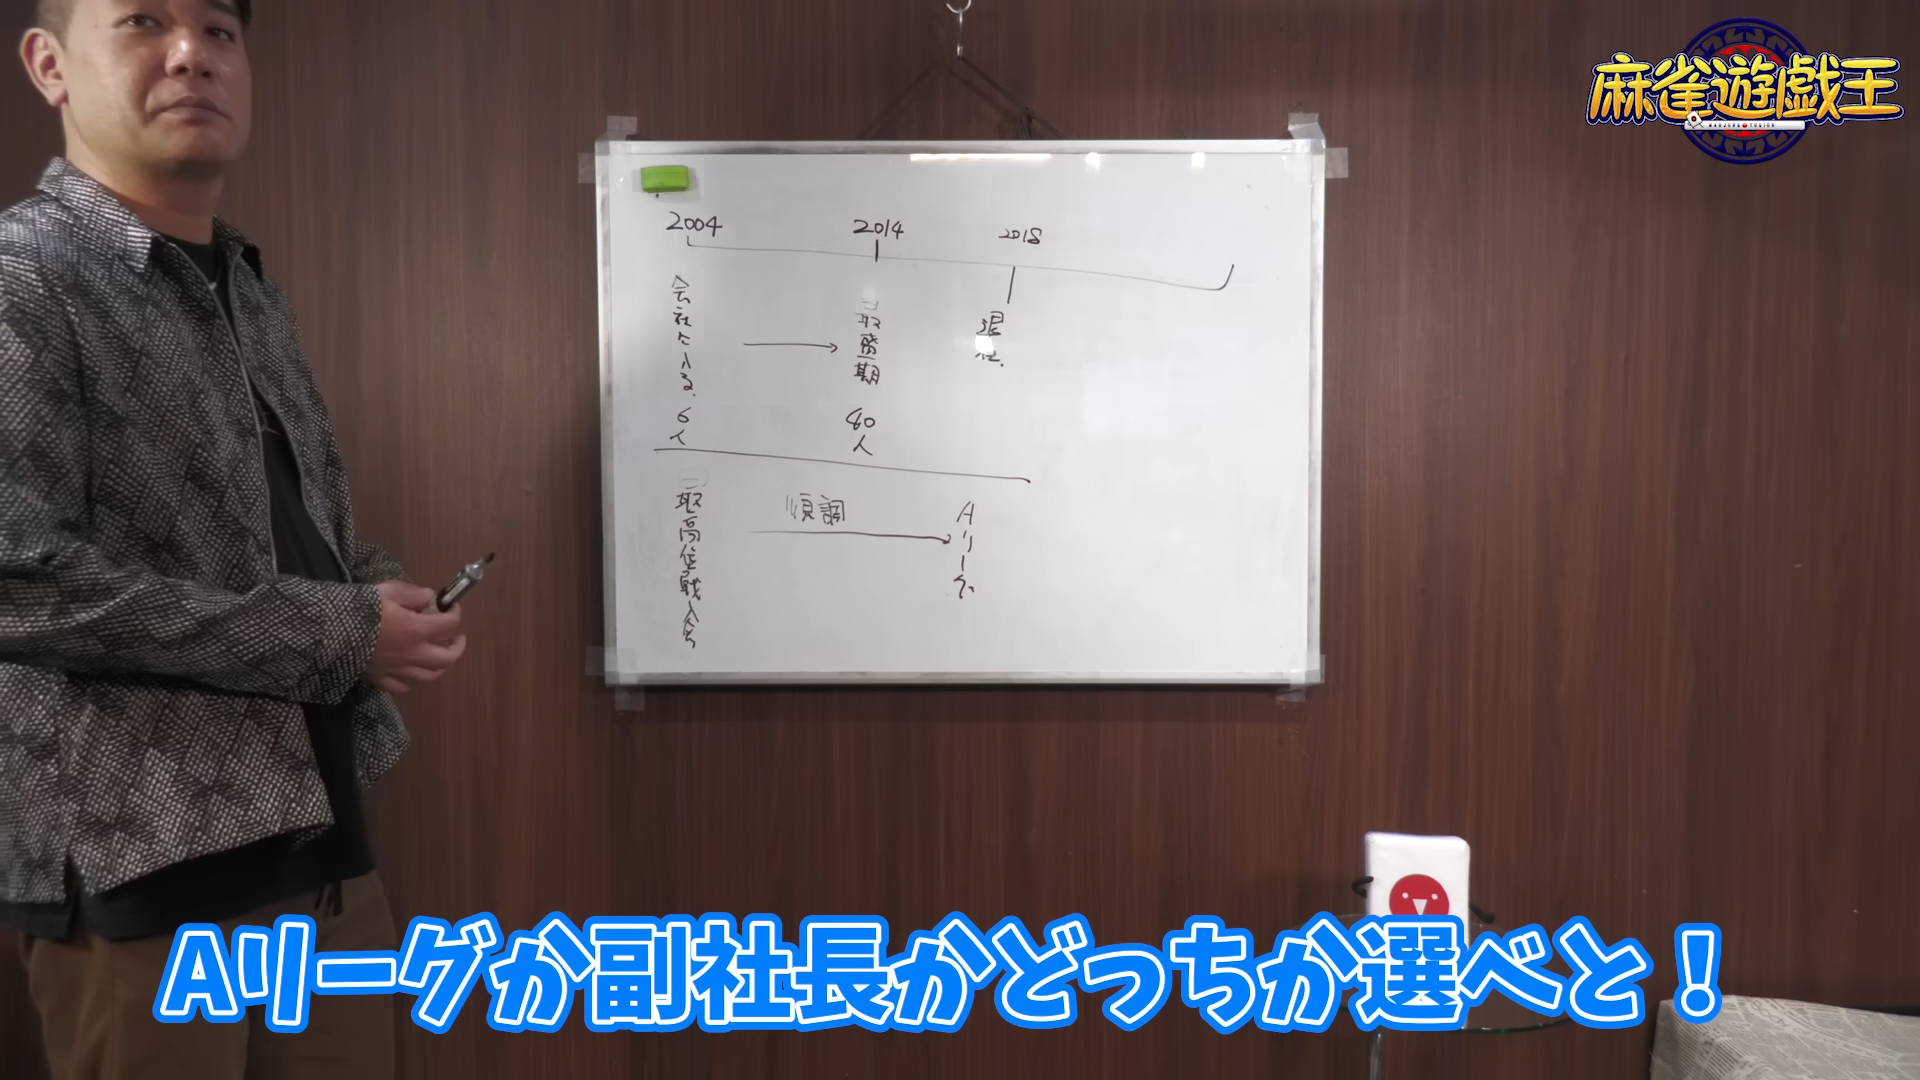 麻雀遊戯王
2004
2014
2018
会社に入る.
6人
最盛期
40人
退社.
最高位戦入会
順調
Aリーグ
Aリーグか副社長かどっちか選べと！